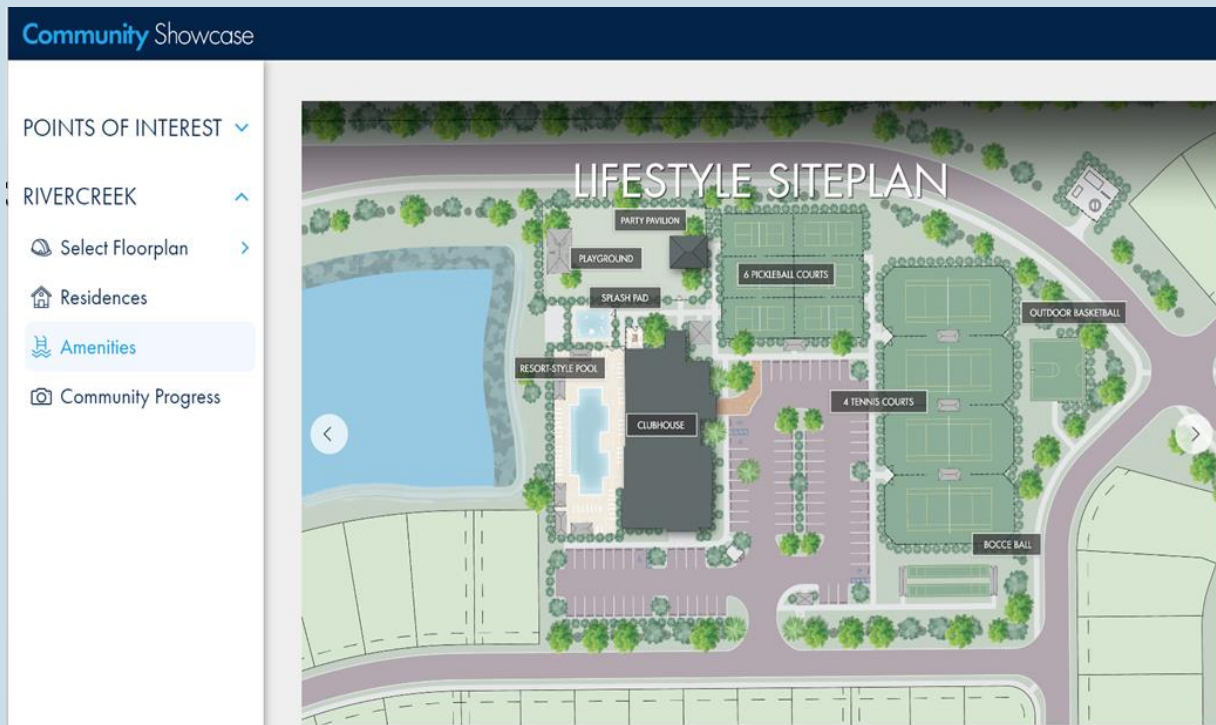 Community Showcase
POINTS OF INTEREST
RIVERCREEK
Select Floorplan
Residences
Amenities
Community Progress
LIFESTYLE SITEPLAN
PARTY PAVILION
PLAYGROUND
6 PICKLEBALL COURTS
SPLASH PAD
OUTDOOR BASKETBALL
RESORT-STYLE POOL
4 TENNIS COURTS
CLUBHOUSE
BOCCE BALL